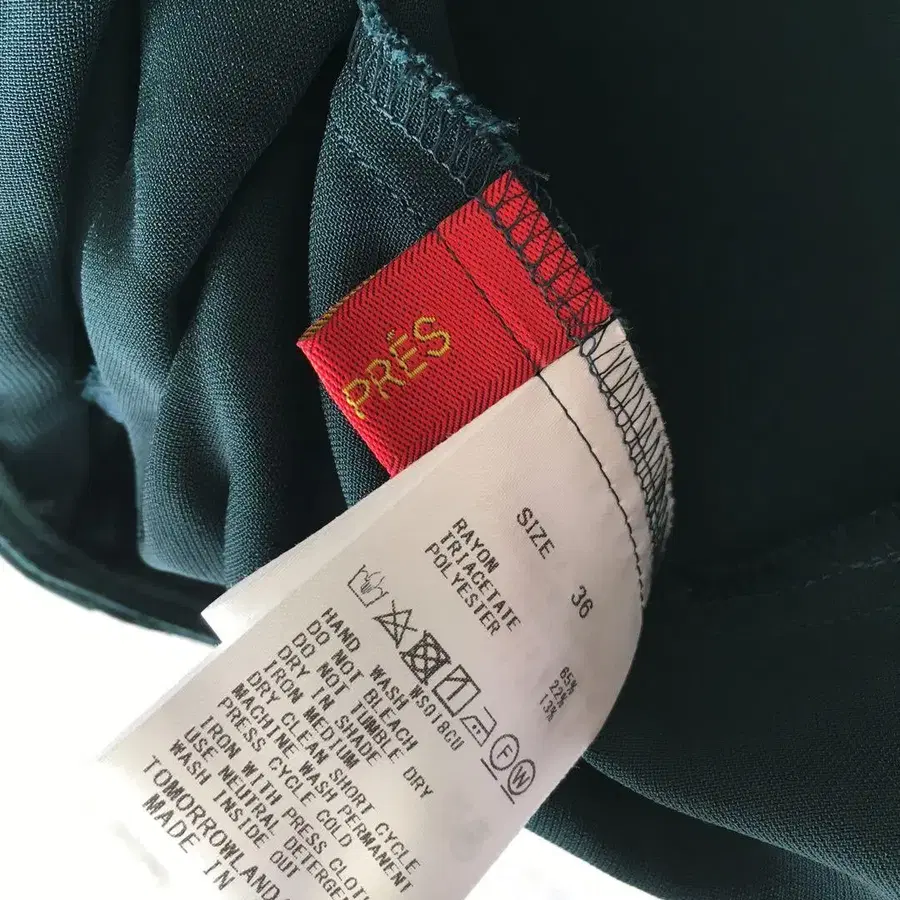 PRÈS
SIZE 36
RAYON 65%
TRIACETATE 22%
POLYESTER 13%
WS018CU
F W
HAND WASH
DO NOT BLEACH
DO NOT TUMBLE DRY
DRY IN SHADE
IRON MEDIUM
DRY CLEAN SHORT CYCLE
MACHINE WASH PERMANENT
PRESS CYCLE COLD
IRON WITH PRESS CLOTH
USE NEUTRAL DETERGEN
WASH INSIDE OUT
TOMORROWLAND
MADE IN